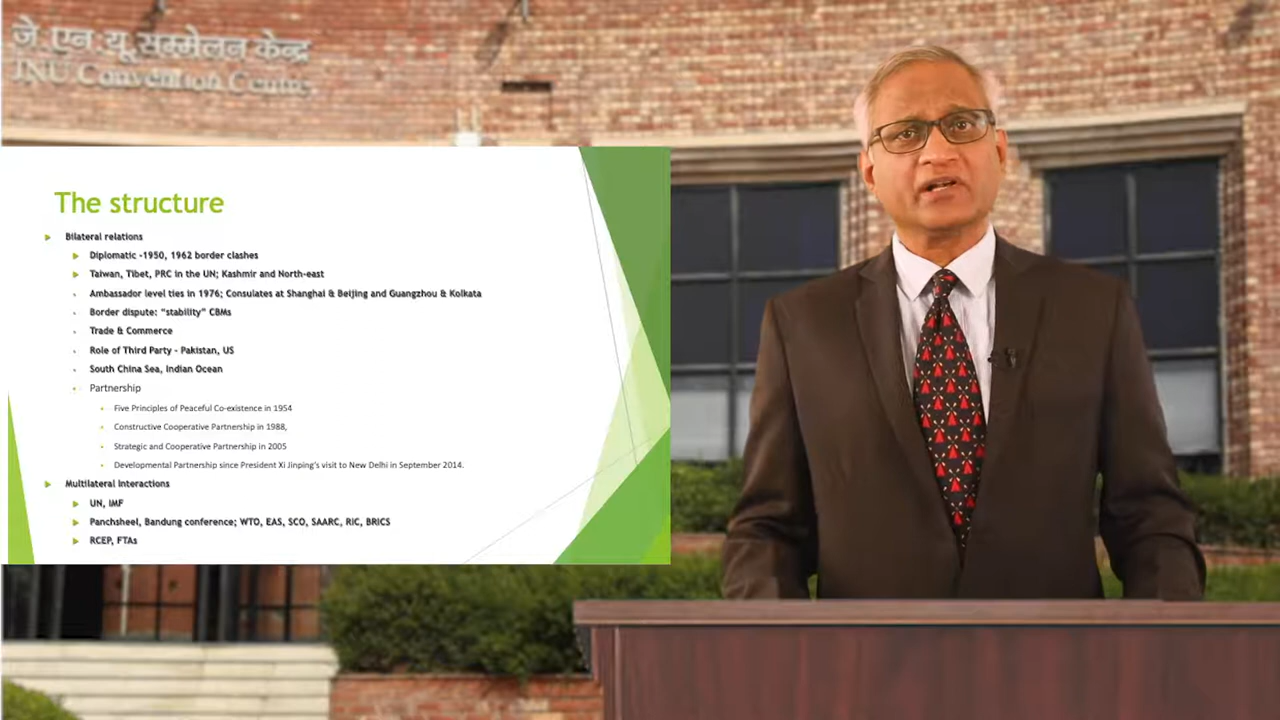 जे एन यू सम्मेलन केन्द्र
JNU Convention Centre
The structure
Bilateral relations
Diplomatic -1950, 1962 border clashes
Taiwan, Tibet, PRC in the UN; Kashmir and North-east
Ambassador level ties in 1976; Consulates at Shanghai & Beijing and Guangzhou & Kolkata
Border dispute: “stability” CBMs
Trade & Commerce
Role of Third Party - Pakistan, US
South China Sea, Indian Ocean
Partnership
Five Principles of Peaceful Co-existence in 1954
Constructive Cooperative Partnership in 1988,
Strategic and Cooperative Partnership in 2005
Developmental Partnership since President Xi Jinping's visit to New Delhi in September 2014.
Multilateral Interactions
UN, IMF
Panchsheel, Bandung conference; WTO, EAS, SCO, SAARC, RIC, BRICS
RCEP, FTAs